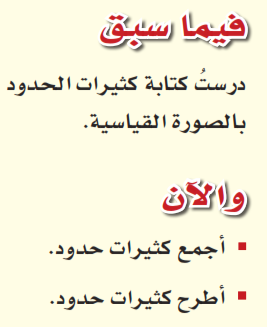 فيما سبق
درستُ كتابة كثيرات الحدود
بالصورة القياسية.
والآن
▪ أجمع كثيرات حدود.
▪ أطرح كثيرات حدود.